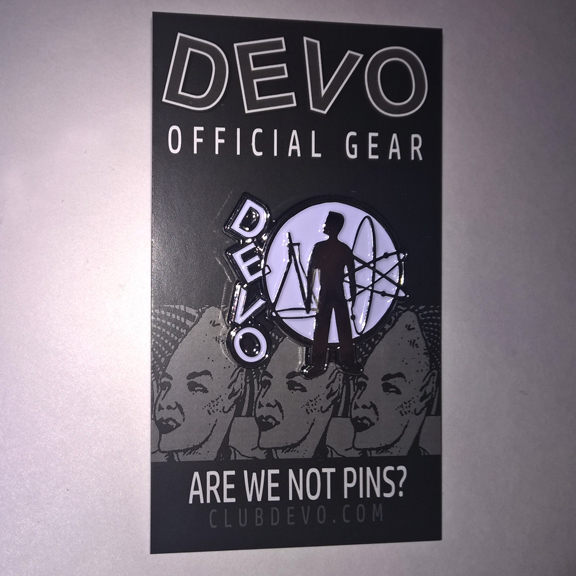 DEVO
OFFICIAL GEAR
DEVO
ARE WE NOT PINS?
CLUBDEVO.COM